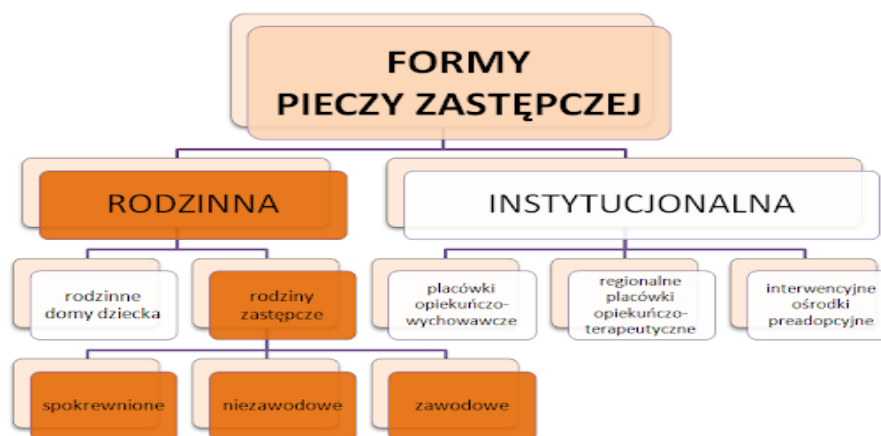 FORMY
PIECZY ZASTĘPCZEJ
RODZINNA
INSTYTUCJONALNA
rodzinne
domy dziecka
rodziny
zastępcze
placówki
opiekuńczo-
wychowawcze
regionalne
placówki
opiekuńczo-
terapeutyczne
interwencyjne
ośrodki
preadopcyjne
spokrewnione
niezawodowe
zawodowe